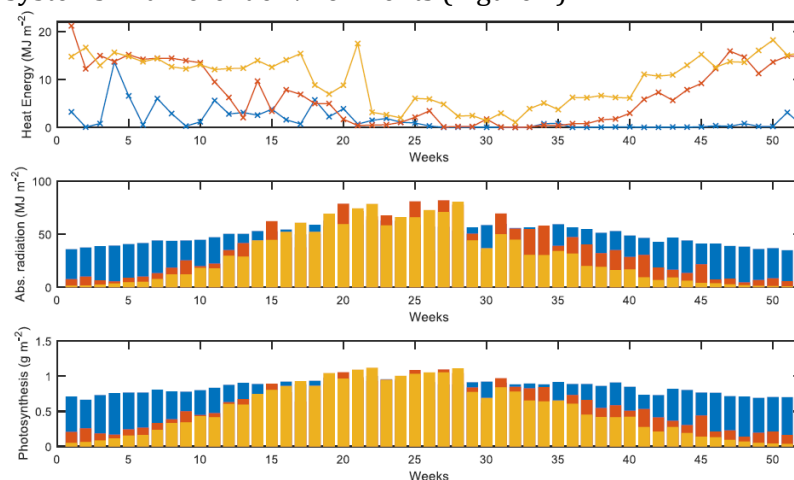 Heat Energy (MJ m⁻²)
20
10
0
0 5 10 15 20 25 30 35 40 45 50
Weeks
Abs. radiation (MJ m⁻²)
100
50
0
0 5 10 15 20 25 30 35 40 45 50
Weeks
Photosynthesis (g m⁻²)
1.5
1
0.5
0
0 5 10 15 20 25 30 35 40 45 50
Weeks